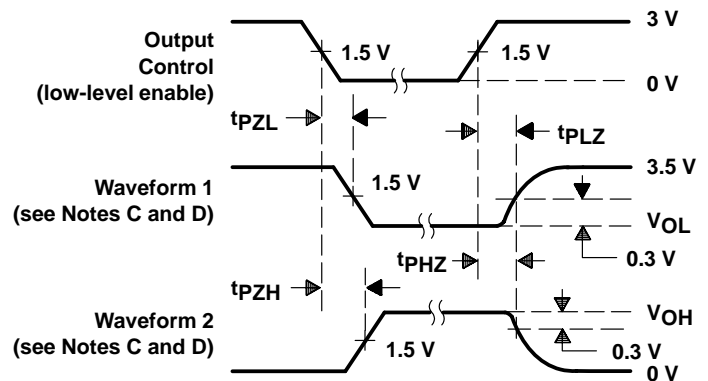 Output
Control
(low-level enable)
1.5 V
1.5 V
3 V
0 V
tPZL
tPLZ
Waveform 1
(see Notes C and D)
1.5 V
3.5 V
VOL
0.3 V
tPHZ
tPZH
Waveform 2
(see Notes C and D)
1.5 V
VOH
0.3 V
0 V